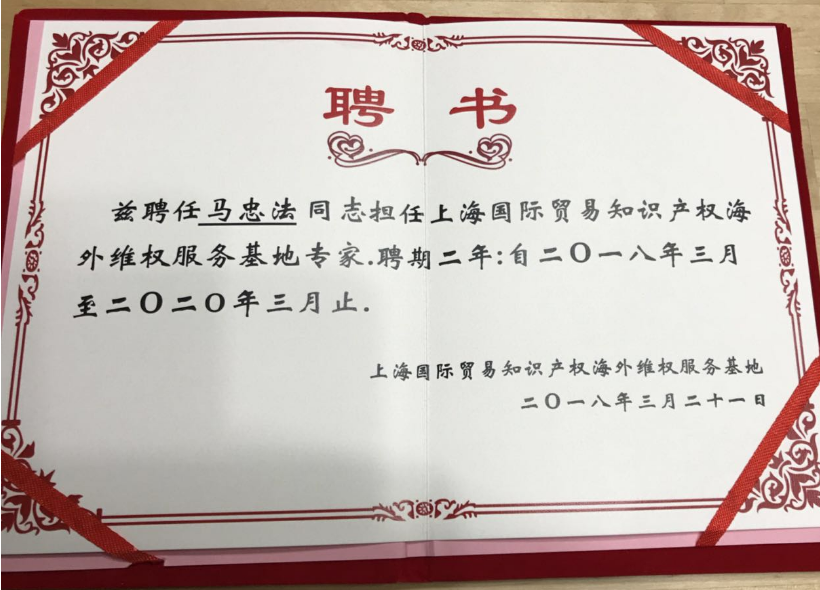 聘 书
兹聘任马忠法同志担任上海国际贸易知识产权海
外维权服务基地专家.聘期二年:自二〇一八年三月
至二〇二〇年三月止.
上海国际贸易知识产权海外维权服务基地
二〇一八年三月二十一日